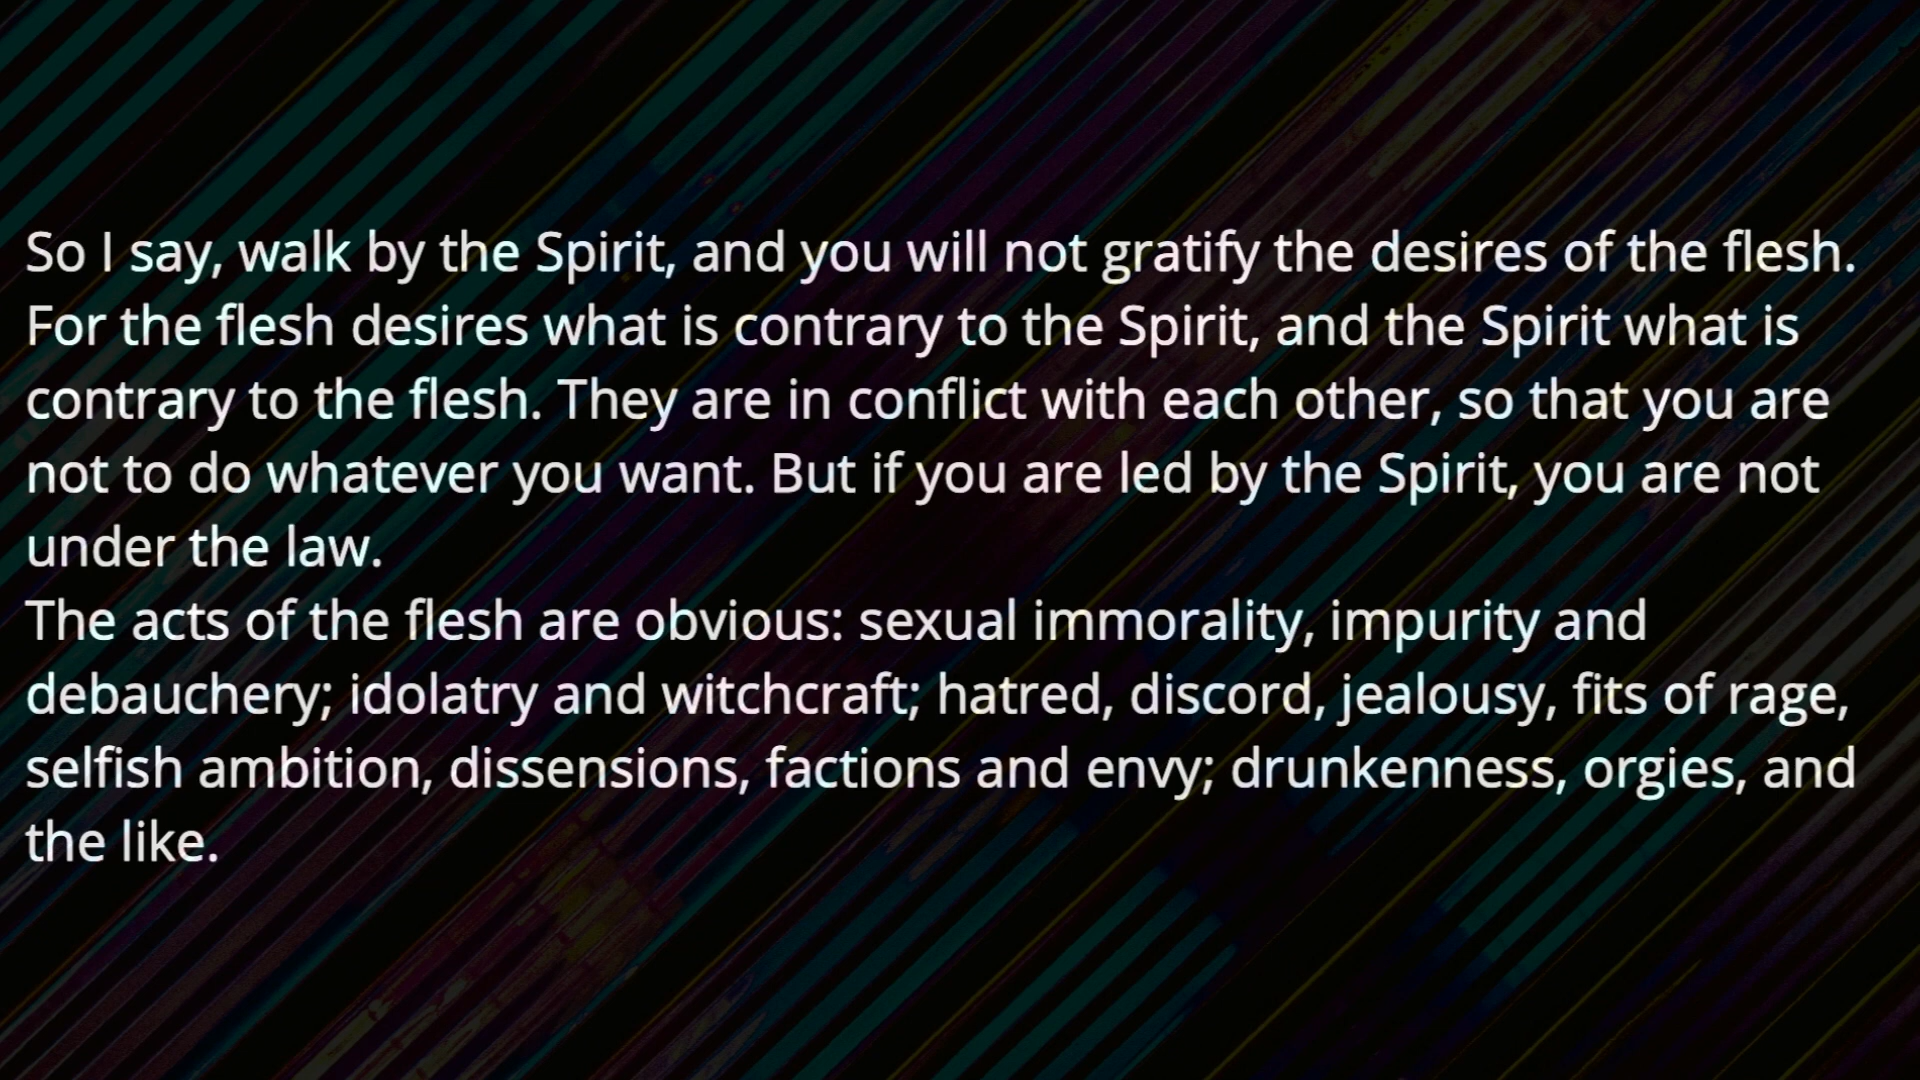 So I say, walk by the Spirit, and you will not gratify the desires of the flesh.
For the flesh desires what is contrary to the Spirit, and the Spirit what is
contrary to the flesh. They are in conflict with each other, so that you are
not to do whatever you want. But if you are led by the Spirit, you are not
under the law.
The acts of the flesh are obvious: sexual immorality, impurity and
debauchery; idolatry and witchcraft; hatred, discord, jealousy, fits of rage,
selfish ambition, dissensions, factions and envy; drunkenness, orgies, and
the like.